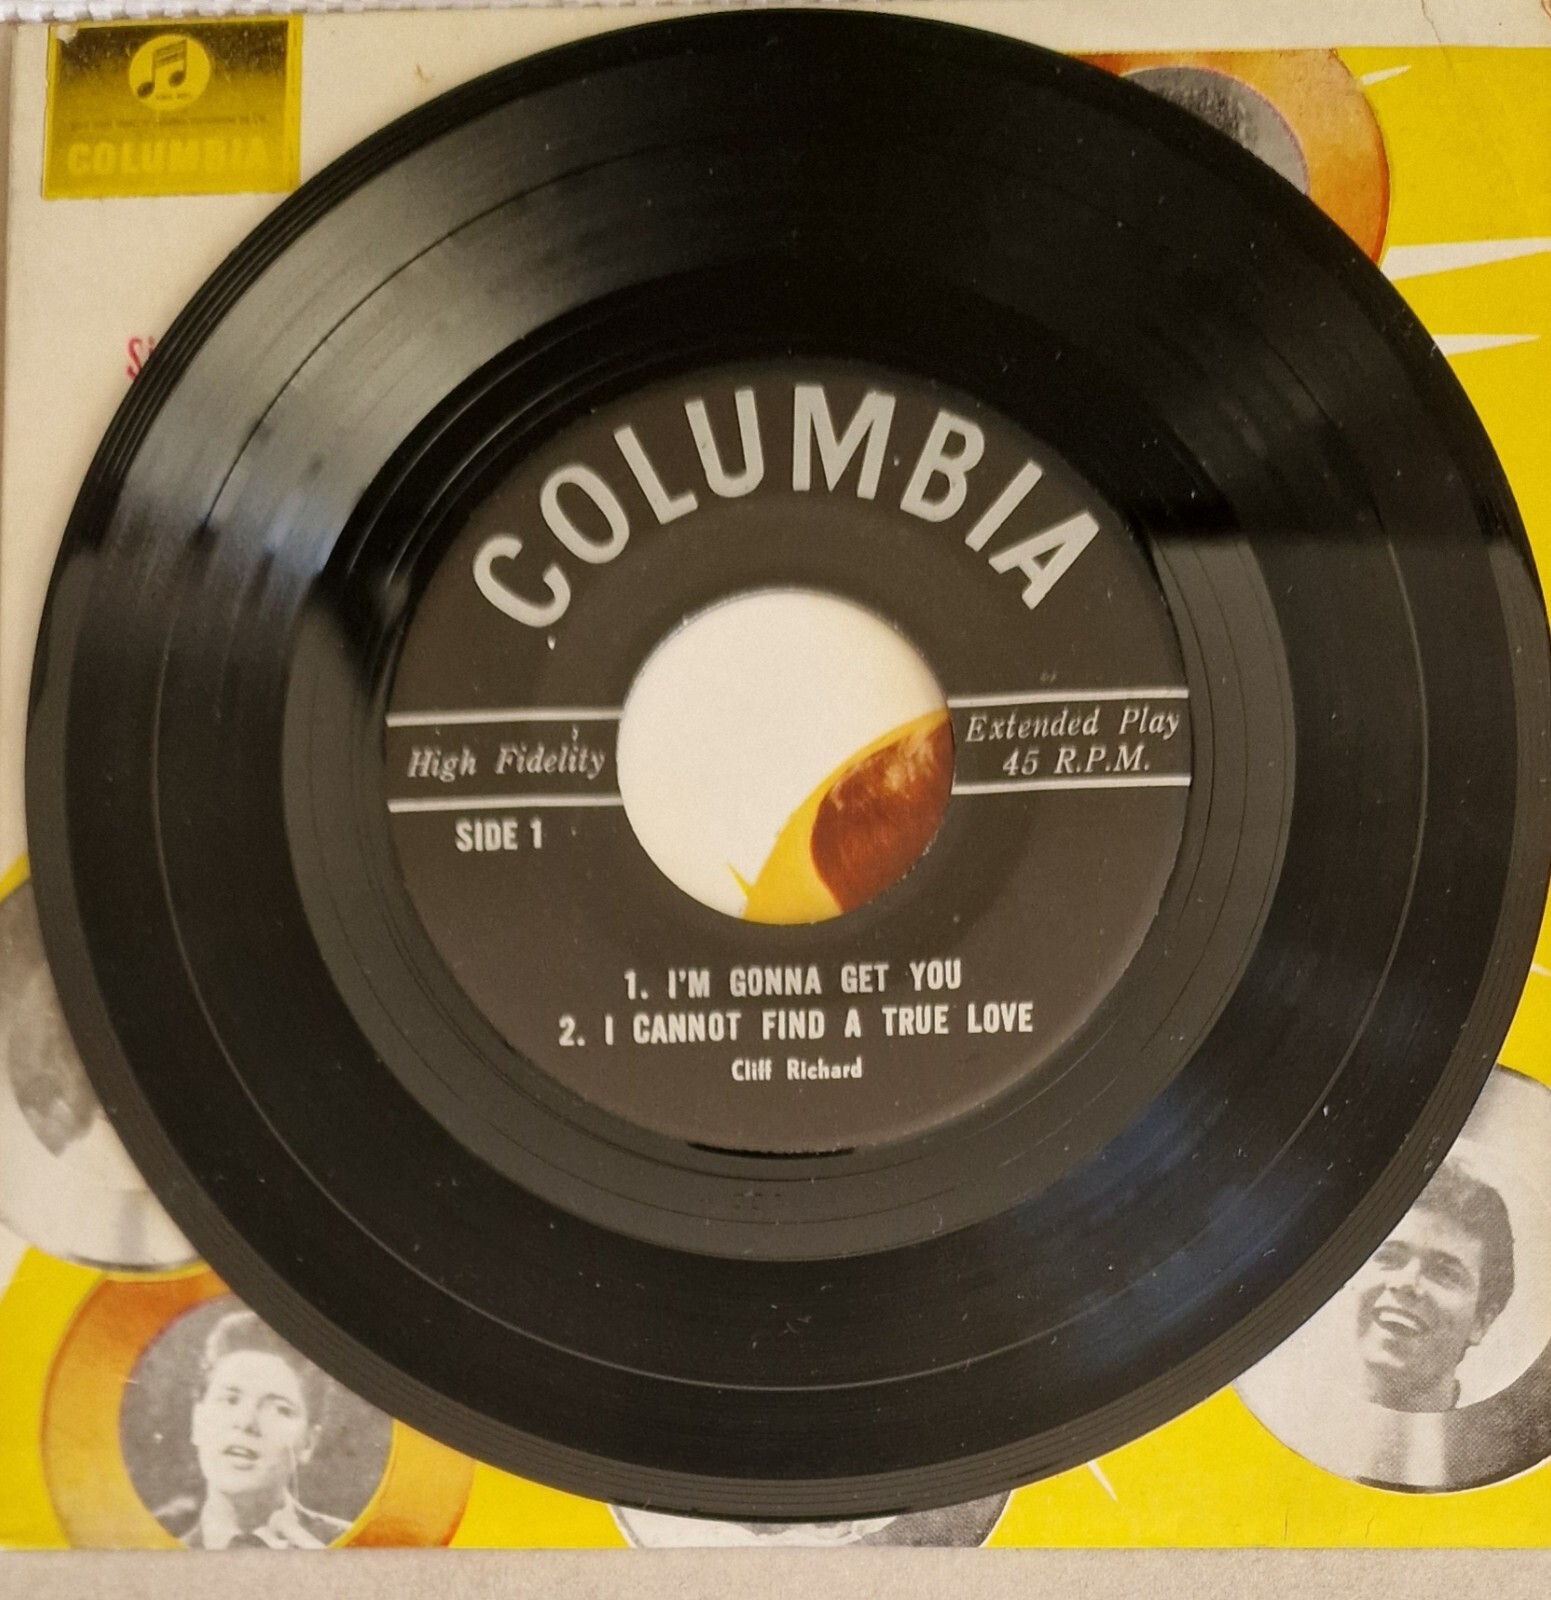 COLUMBIA
Si
COLUMBIA
High Fidelity
Extended Play
45 R.P.M.
SIDE 1
1. I'M GONNA GET YOU
2. I CANNOT FIND A TRUE LOVE
Cliff Richard